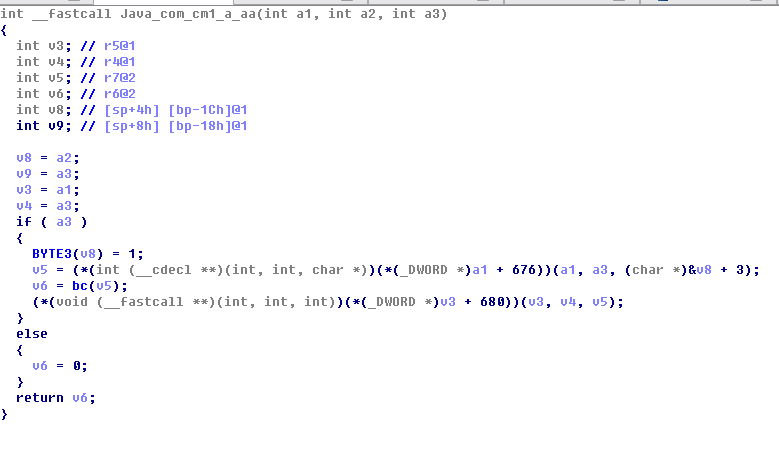 int __fastcall Java_com_cm1_a_aa(int a1, int a2, int a3)
{
  int v3; // r5@1
  int v4; // r4@1
  int v5; // r7@2
  int v6; // r6@2
  int v8; // [sp+4h] [bp-1Ch]@1
  int v9; // [sp+8h] [bp-18h]@1

  v8 = a2;
  v9 = a3;
  v3 = a1;
  v4 = a3;
  if ( a3 )
  {
    BYTE3(v8) = 1;
    v5 = (*(int (__cdecl **)(int, int, char *))(*(_DWORD *)a1 + 676))(a1, a3, (char *)&v8 + 3);
    v6 = bc(v5);
    (*(void (__fastcall **)(int, int, int))(*(_DWORD *)v3 + 680))(v3, v4, v5);
  }
  else
  {
    v6 = 0;
  }
  return v6;
}